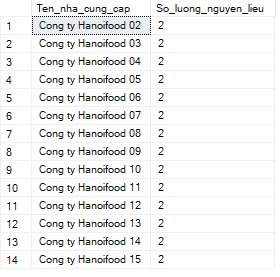 Ten_nha_cung_cap So_luong_nguyen_lieu
1 Cong ty Hanoifood 02 2
2 Cong ty Hanoifood 03 2
3 Cong ty Hanoifood 04 2
4 Cong ty Hanoifood 05 2
5 Cong ty Hanoifood 06 2
6 Cong ty Hanoifood 07 2
7 Cong ty Hanoifood 08 2
8 Cong ty Hanoifood 09 2
9 Cong ty Hanoifood 10 2
10 Cong ty Hanoifood 11 2
11 Cong ty Hanoifood 12 2
12 Cong ty Hanoifood 13 2
13 Cong ty Hanoifood 14 2
14 Cong ty Hanoifood 15 2